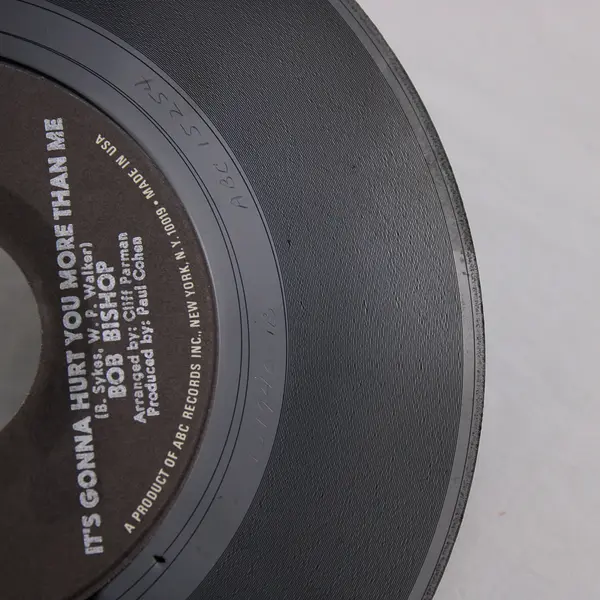 IT'S GONNA HURT YOU MORE THAN ME
(B. Sykes, W. P. Walker)
BOB BISHOP
Arranged by: Cliff Parman
Produced by: Paul Cohen
A PRODUCT OF ABC RECORDS INC., NEW YORK, N.Y. 10019 • MADE IN USA
ABC 15254